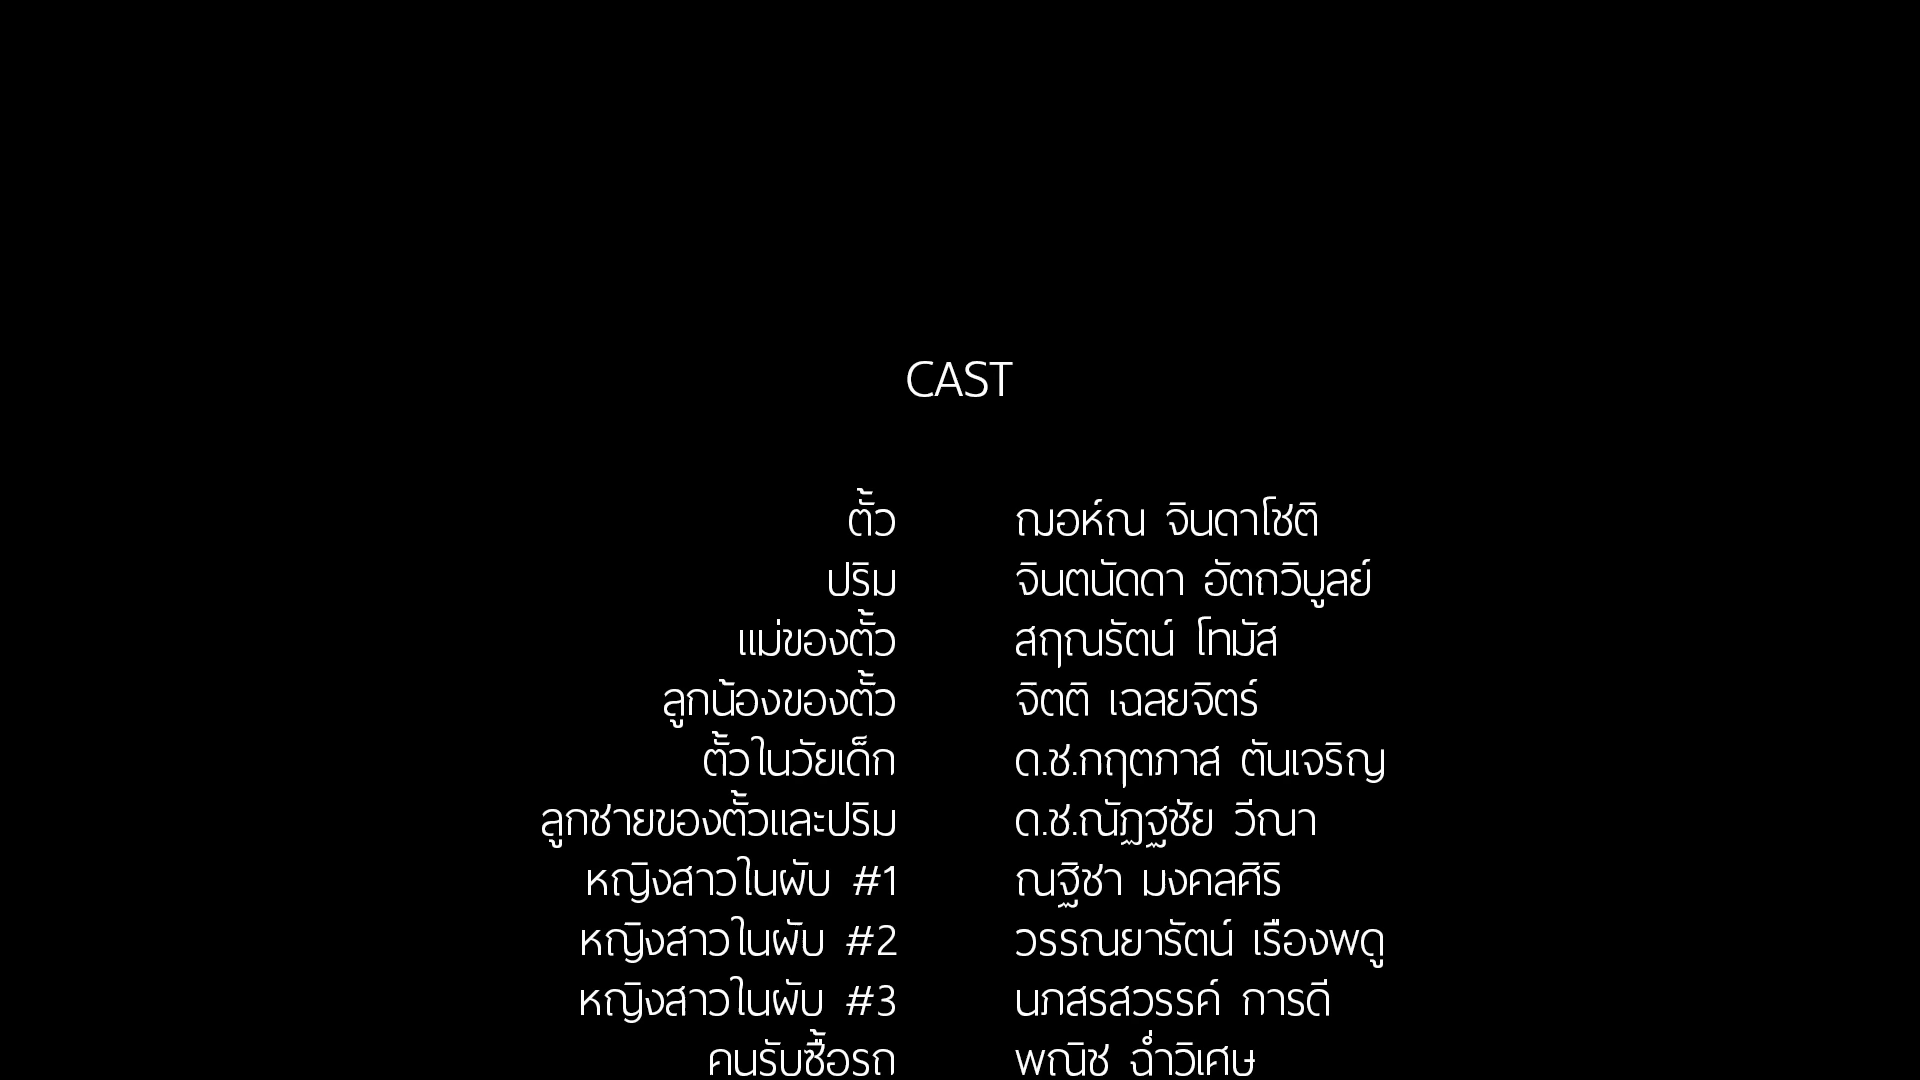 CAST
ตั้ว ฌอห์ณ จินดาโชติ
ปริม จินตนัดดา อัตถวิบูลย์
แม่ของตั้ว สฤณรัตน์ โทมัส
ลูกน้องของตั้ว จิตติ เฉลยจิตร์
ตั้วในวัยเด็ก ด.ช.กฤตภาส ตันเจริญ
ลูกชายของตั้วและปริม ด.ช.ณัฏฐชัย วีณา
หญิงสาวในผับ #1 ณฐิชา มงคลศิริ
หญิงสาวในผับ #2 วรรณยารัตน์ เรืองพดู
หญิงสาวในผับ #3 นภสรสวรรค์ การดี
คนรับซื้อรถ พณิช ฉ่ำวิเศษ